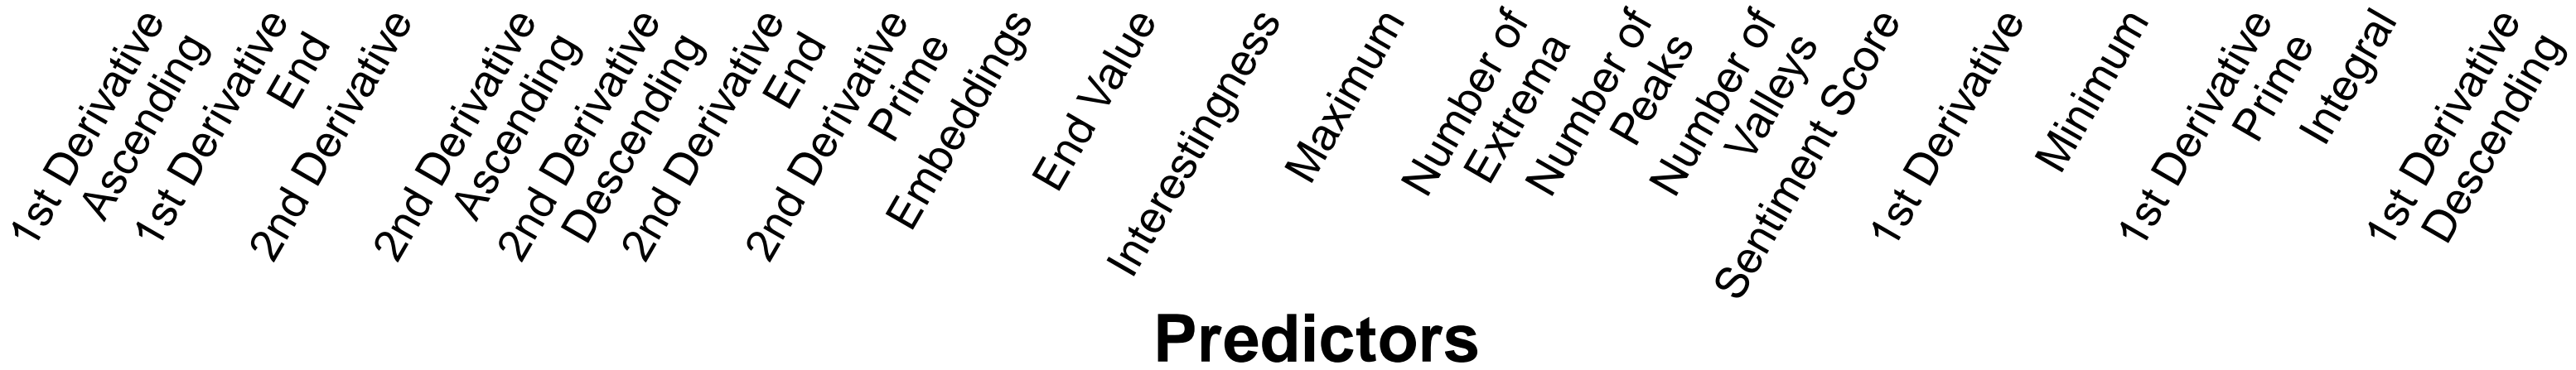 1st Derivative
Ascending
1st Derivative
End
2nd Derivative
2nd Derivative
Ascending
2nd Derivative
Descending
2nd Derivative
End
2nd Derivative
Prime
Embeddings
End Value
Interestingness
Maximum
Number of
Extrema
Number of
Peaks
Number of
Valleys
Sentiment Score
1st Derivative
Minimum
1st Derivative
Prime
Integral
1st Derivative
Descending
Predictors